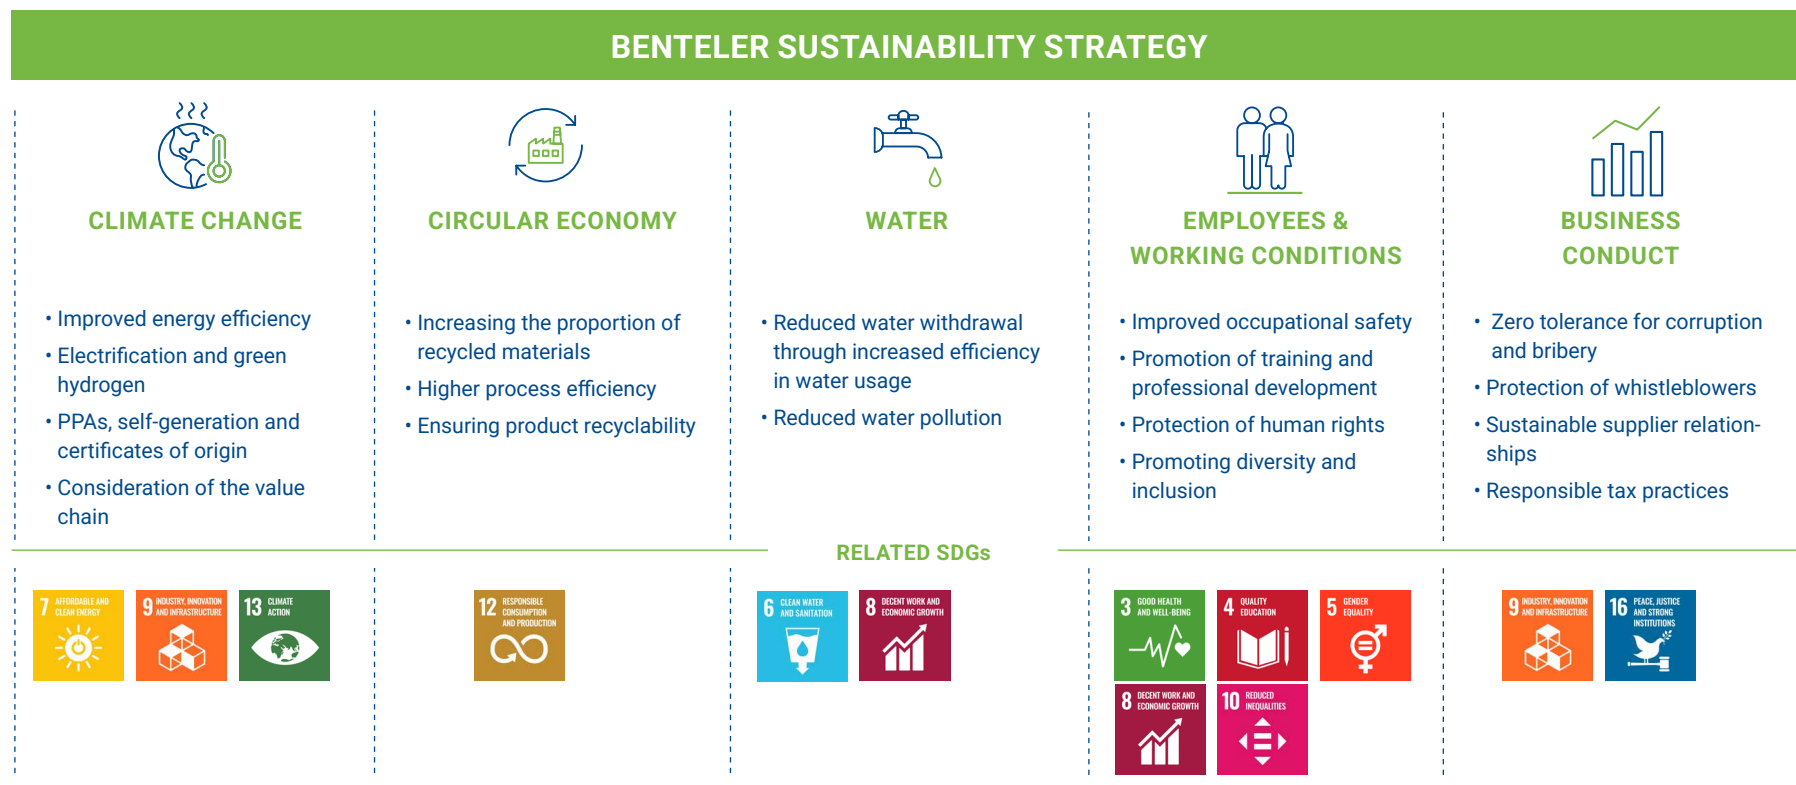 BENTELER SUSTAINABILITY STRATEGY
CLIMATE CHANGE
• Improved energy efficiency
• Electrification and green
hydrogen
• PPAs, self-generation and
certificates of origin
• Consideration of the value
chain
CIRCULAR ECONOMY
• Increasing the proportion of
recycled materials
• Higher process efficiency
• Ensuring product recyclability
WATER
• Reduced water withdrawal
through increased efficiency
in water usage
• Reduced water pollution
EMPLOYEES &
WORKING CONDITIONS
• Improved occupational safety
• Promotion of training and
professional development
• Protection of human rights
• Promoting diversity and
inclusion
BUSINESS
CONDUCT
• Zero tolerance for corruption
and bribery
• Protection of whistleblowers
• Sustainable supplier relation-
ships
• Responsible tax practices
RELATED SDGs
7 AFFORDABLE AND
CLEAN ENERGY
9 INDUSTRY, INNOVATION
AND INFRASTRUCTURE
13 CLIMATE
ACTION
12 RESPONSIBLE
CONSUMPTION
AND PRODUCTION
6 CLEAN WATER
AND SANITATION
8 DECENT WORK AND
ECONOMIC GROWTH
3 GOOD HEALTH
AND WELL-BEING
4 QUALITY
EDUCATION
5 GENDER
EQUALITY
8 DECENT WORK AND
ECONOMIC GROWTH
10 REDUCED
INEQUALITIES
9 INDUSTRY, INNOVATION
AND INFRASTRUCTURE
16 PEACE, JUSTICE
AND STRONG
INSTITUTIONS